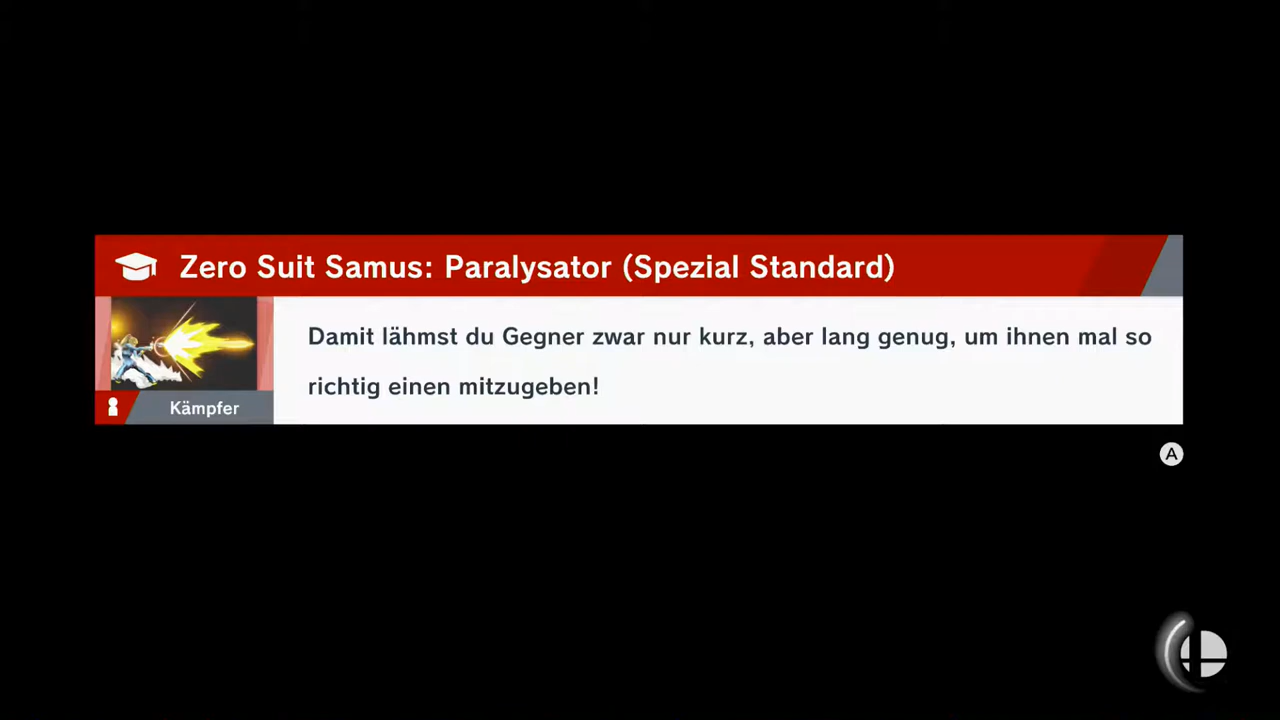 Zero Suit Samus: Paralysator (Spezial Standard)
Damit lähmst du Gegner zwar nur kurz, aber lang genug, um ihnen mal so
richtig einen mitzugeben!
Kämpfer
A